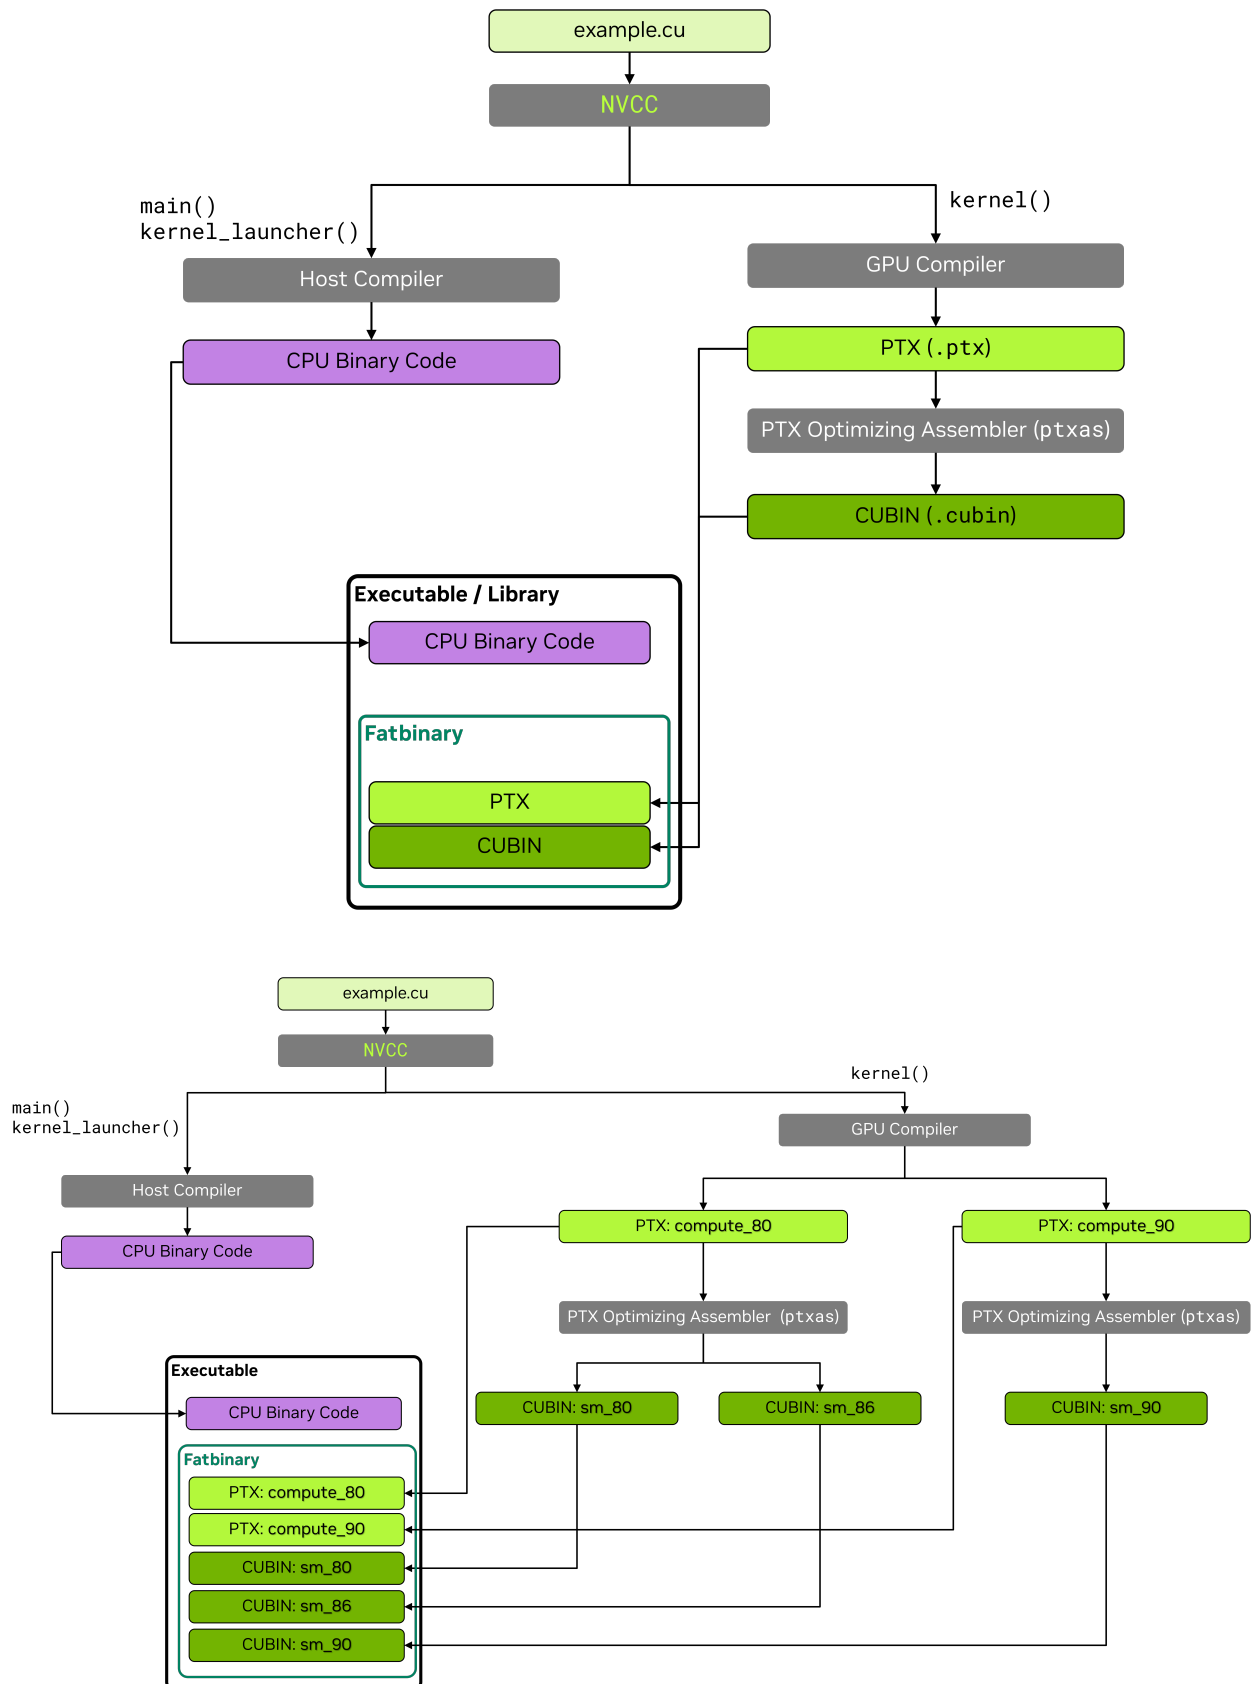 example.cu
NVCC
main()
kernel_launcher()
kernel()
Host Compiler
GPU Compiler
CPU Binary Code
PTX (.ptx)
PTX Optimizing Assembler (ptxas)
CUBIN (.cubin)
Executable / Library
CPU Binary Code
Fatbinary
PTX
CUBIN
example.cu
NVCC
kernel()
main()
kernel_launcher()
GPU Compiler
Host Compiler
CPU Binary Code
PTX: compute_80
PTX: compute_90
PTX Optimizing Assembler (ptxas)
PTX Optimizing Assembler (ptxas)
CUBIN: sm_80
CUBIN: sm_86
CUBIN: sm_90
Executable
CPU Binary Code
Fatbinary
PTX: compute_80
PTX: compute_90
CUBIN: sm_80
CUBIN: sm_86
CUBIN: sm_90